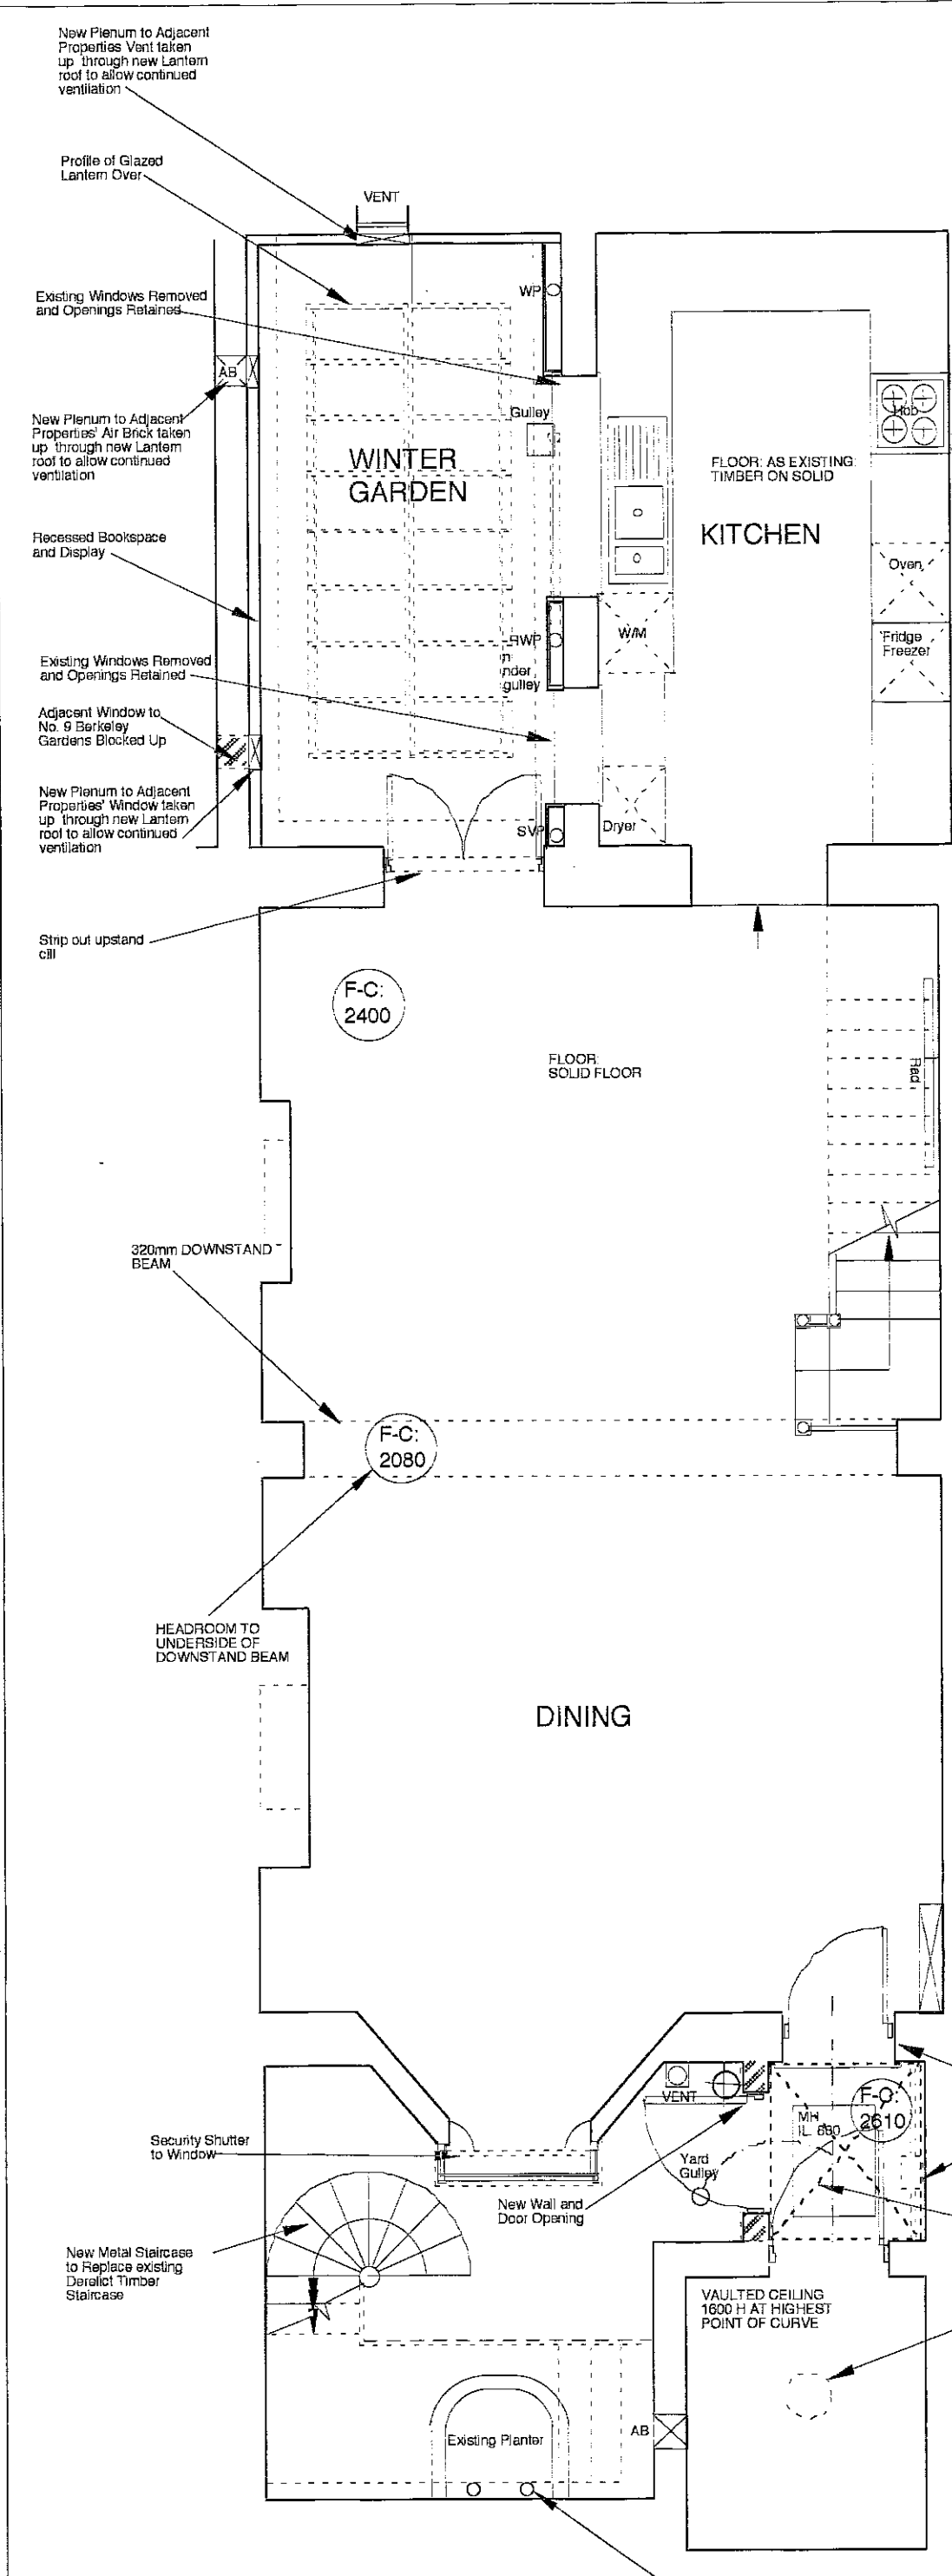 New Plenum to Adjacent
Properties Vent taken
up through new Lantern
roof to allow continued
ventilation
Profile of Glazed
Lantern Over
VENT
Existing Windows Removed
and Openings Retained
WP
AB
New Plenum to Adjacent
Properties' Air Brick taken
up through new Lantern
roof to allow continued
ventilation
Gulley
Hob
WINTER
GARDEN
FLOOR: AS EXISTING:
TIMBER ON SOLID
KITCHEN
Recessed Bookspace
and Display
Oven
Existing Windows Removed
and Openings Retained
RWP
n
nder
gulley
W/M
Fridge
Freezer
Adjacent Window to
No. 9 Berkeley
Gardens Blocked Up
New Plenum to Adjacent
Properties' Window taken
up through new Lantern
roof to allow continued
ventilation
SVP
Dryer
Strip out upstand
cill
F-C:
2400
FLOOR:
SOLID FLOOR
Rad
320mm DOWNSTAND
BEAM
F-C:
2080
HEADROOM TO
UNDERSIDE OF
DOWNSTAND BEAM
DINING
Security Shutter
to Window
VENT
MH
F-C:
2610
Yard
Gulley
New Wall and
Door Opening
New Metal Staircase
to Replace existing
Derelict Timber
Staircase
VAULTED CEILING
1600 H AT HIGHEST
POINT OF CURVE
Existing Planter
AB